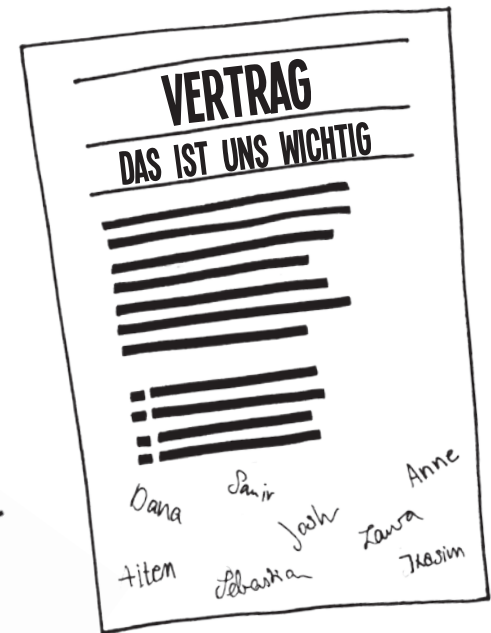 VERTRAG
DAS IST UNS WICHTIG
Dana
Samir
Anne
Josh
Laura
Sebastian